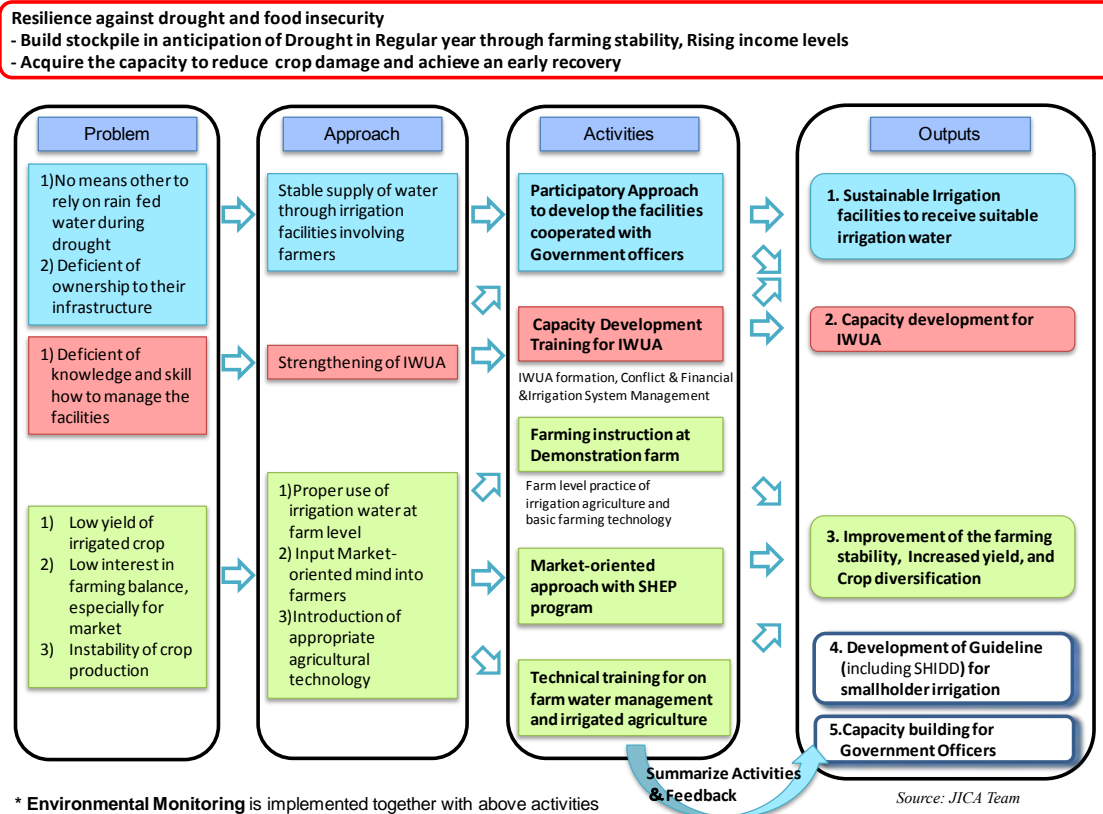 Resilience against drought and food insecurity
- Build stockpile in anticipation of Drought in Regular year through farming stability, Rising income levels
- Acquire the capacity to reduce crop damage and achieve an early recovery
Problem
1)No means other to
rely on rain fed
water during
drought
2) Deficient of
ownership to their
infrastructure
1) Deficient of
knowledge and skill
how to manage the
facilities
1) Low yield of
irrigated crop
2) Low interest in
farming balance,
especially for
market
3) Instability of crop
production
Approach
Stable supply of water
through irrigation
facilities involving
farmers
Strengthening of IWUA
1)Proper use of
irrigation water at
farm level
2) Input Market-
oriented mind into
farmers
3)Introduction of
appropriate
agricultural
technology
Activities
Participatory Approach
to develop the facilities
cooperated with
Government officers
Capacity Development
Training for IWUA
IWUA formation, Conflict & Financial
&Irrigation System Management
Farming instruction at
Demonstration farm
Farm level practice of
irrigation agriculture and
basic farming technology
Market-oriented
approach with SHEP
program
Technical training for on
farm water management
and irrigated agriculture
Outputs
1. Sustainable Irrigation
facilities to receive suitable
irrigation water
2. Capacity development for
IWUA
3. Improvement of the farming
stability, Increased yield, and
Crop diversification
4. Development of Guideline
(including SHIDD) for
smallholder irrigation
5.Capacity building for
Government Officers
Summarize Activities
& Feedback
* Environmental Monitoring is implemented together with above activities
Source: JICA Team